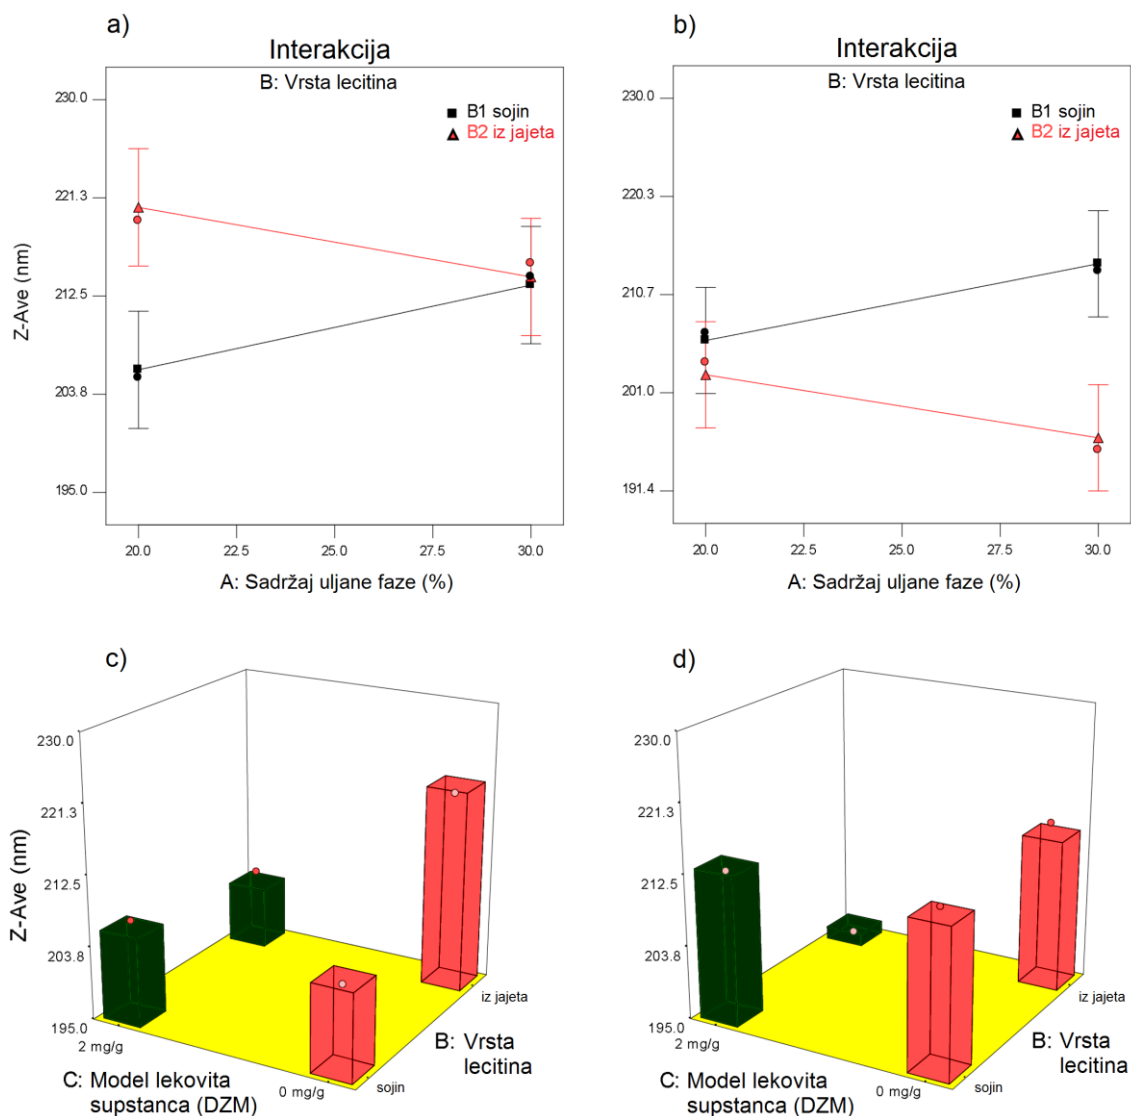 a)
Interakcija
B: Vrsta lecitina
B1 sojin
B2 iz jajeta
230.0
221.3
212.5
203.8
195.0
Z-Ave (nm)
20.0 22.5 25.0 27.5 30.0
A: Sadržaj uljane faze (%)
b)
Interakcija
B: Vrsta lecitina
B1 sojin
B2 iz jajeta
230.0
220.3
210.7
201.0
191.4
20.0 22.5 25.0 27.5 30.0
A: Sadržaj uljane faze (%)
c)
230.0
221.3
212.5
203.8
195.0
Z-Ave (nm)
2 mg/g
0 mg/g
C: Model lekovita
supstanca (DZM)
sojin
iz jajeta
B: Vrsta
lecitina
d)
230.0
221.3
212.5
203.8
195.0
2 mg/g
0 mg/g
C: Model lekovita
supstanca (DZM)
sojin
iz jajeta
B: Vrsta
lecitina